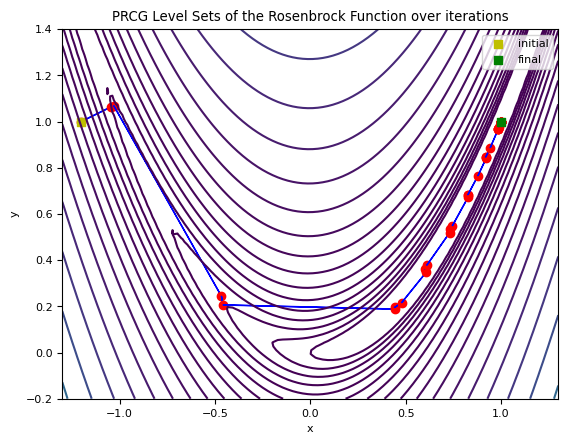 PRCG Level Sets of the Rosenbrock Function over iterations
initial
final
1.4
1.2
1.0
0.8
0.6
0.4
0.2
0.0
−0.2
y
−1.0
−0.5
0.0
0.5
1.0
x